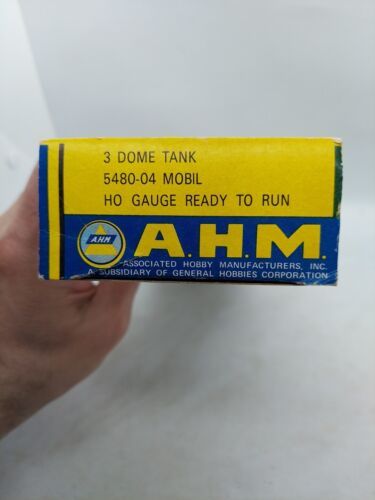 3 DOME TANK
5480-04 MOBIL
HO GAUGE READY TO RUN
AHM
A.H.M.
ASSOCIATED HOBBY MANUFACTURERS, INC.
A SUBSIDIARY OF GENERAL HOBBIES CORPORATION